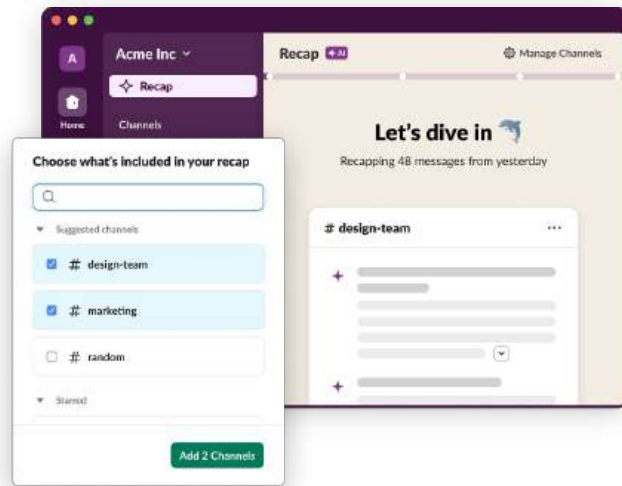 A
Home
Acme Inc
Recap
Channels
Recap AI
Manage Channels
Let's dive in
Recapping 48 messages from yesterday
# design-team
Choose what's included in your recap
Suggested channels
# design-team
# marketing
# random
Starred
Add 2 Channels